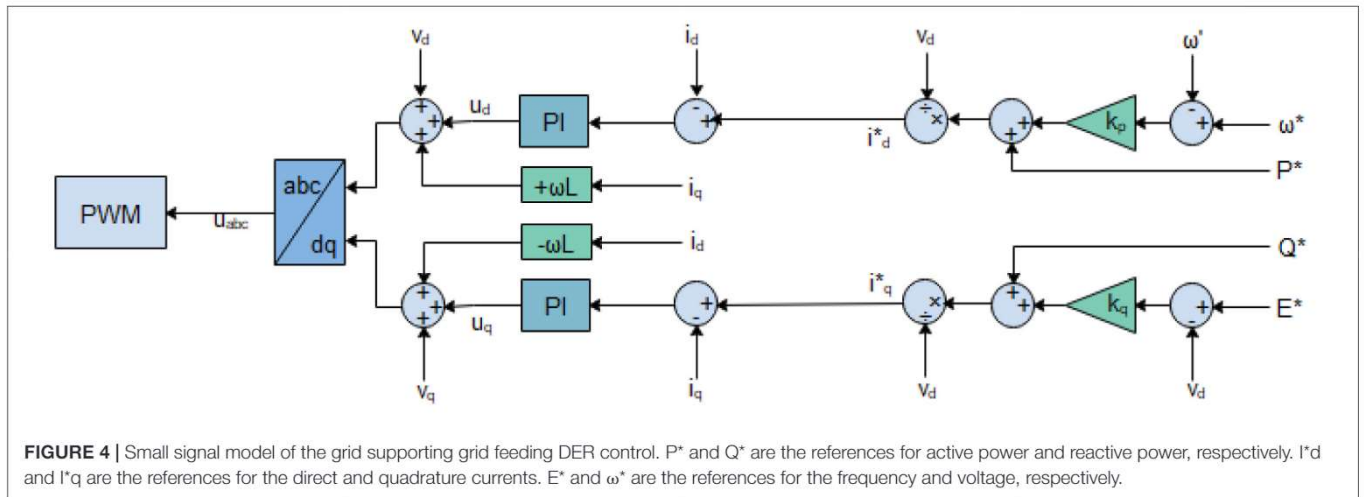 vd id vd ω'
+ + + ud PI - + ÷ × + + kp - + ω*
i*d
P*
abc
+ωL iq
PWM uabc
-ωL id
dq
Q*
i*q
+ + + uq PI + - × ÷ + + kq + - E*
vq iq vd vd
FIGURE 4 | Small signal model of the grid supporting grid feeding DER control. P* and Q* are the references for active power and reactive power, respectively. I*d
and I*q are the references for the direct and quadrature currents. E* and ω* are the references for the frequency and voltage, respectively.